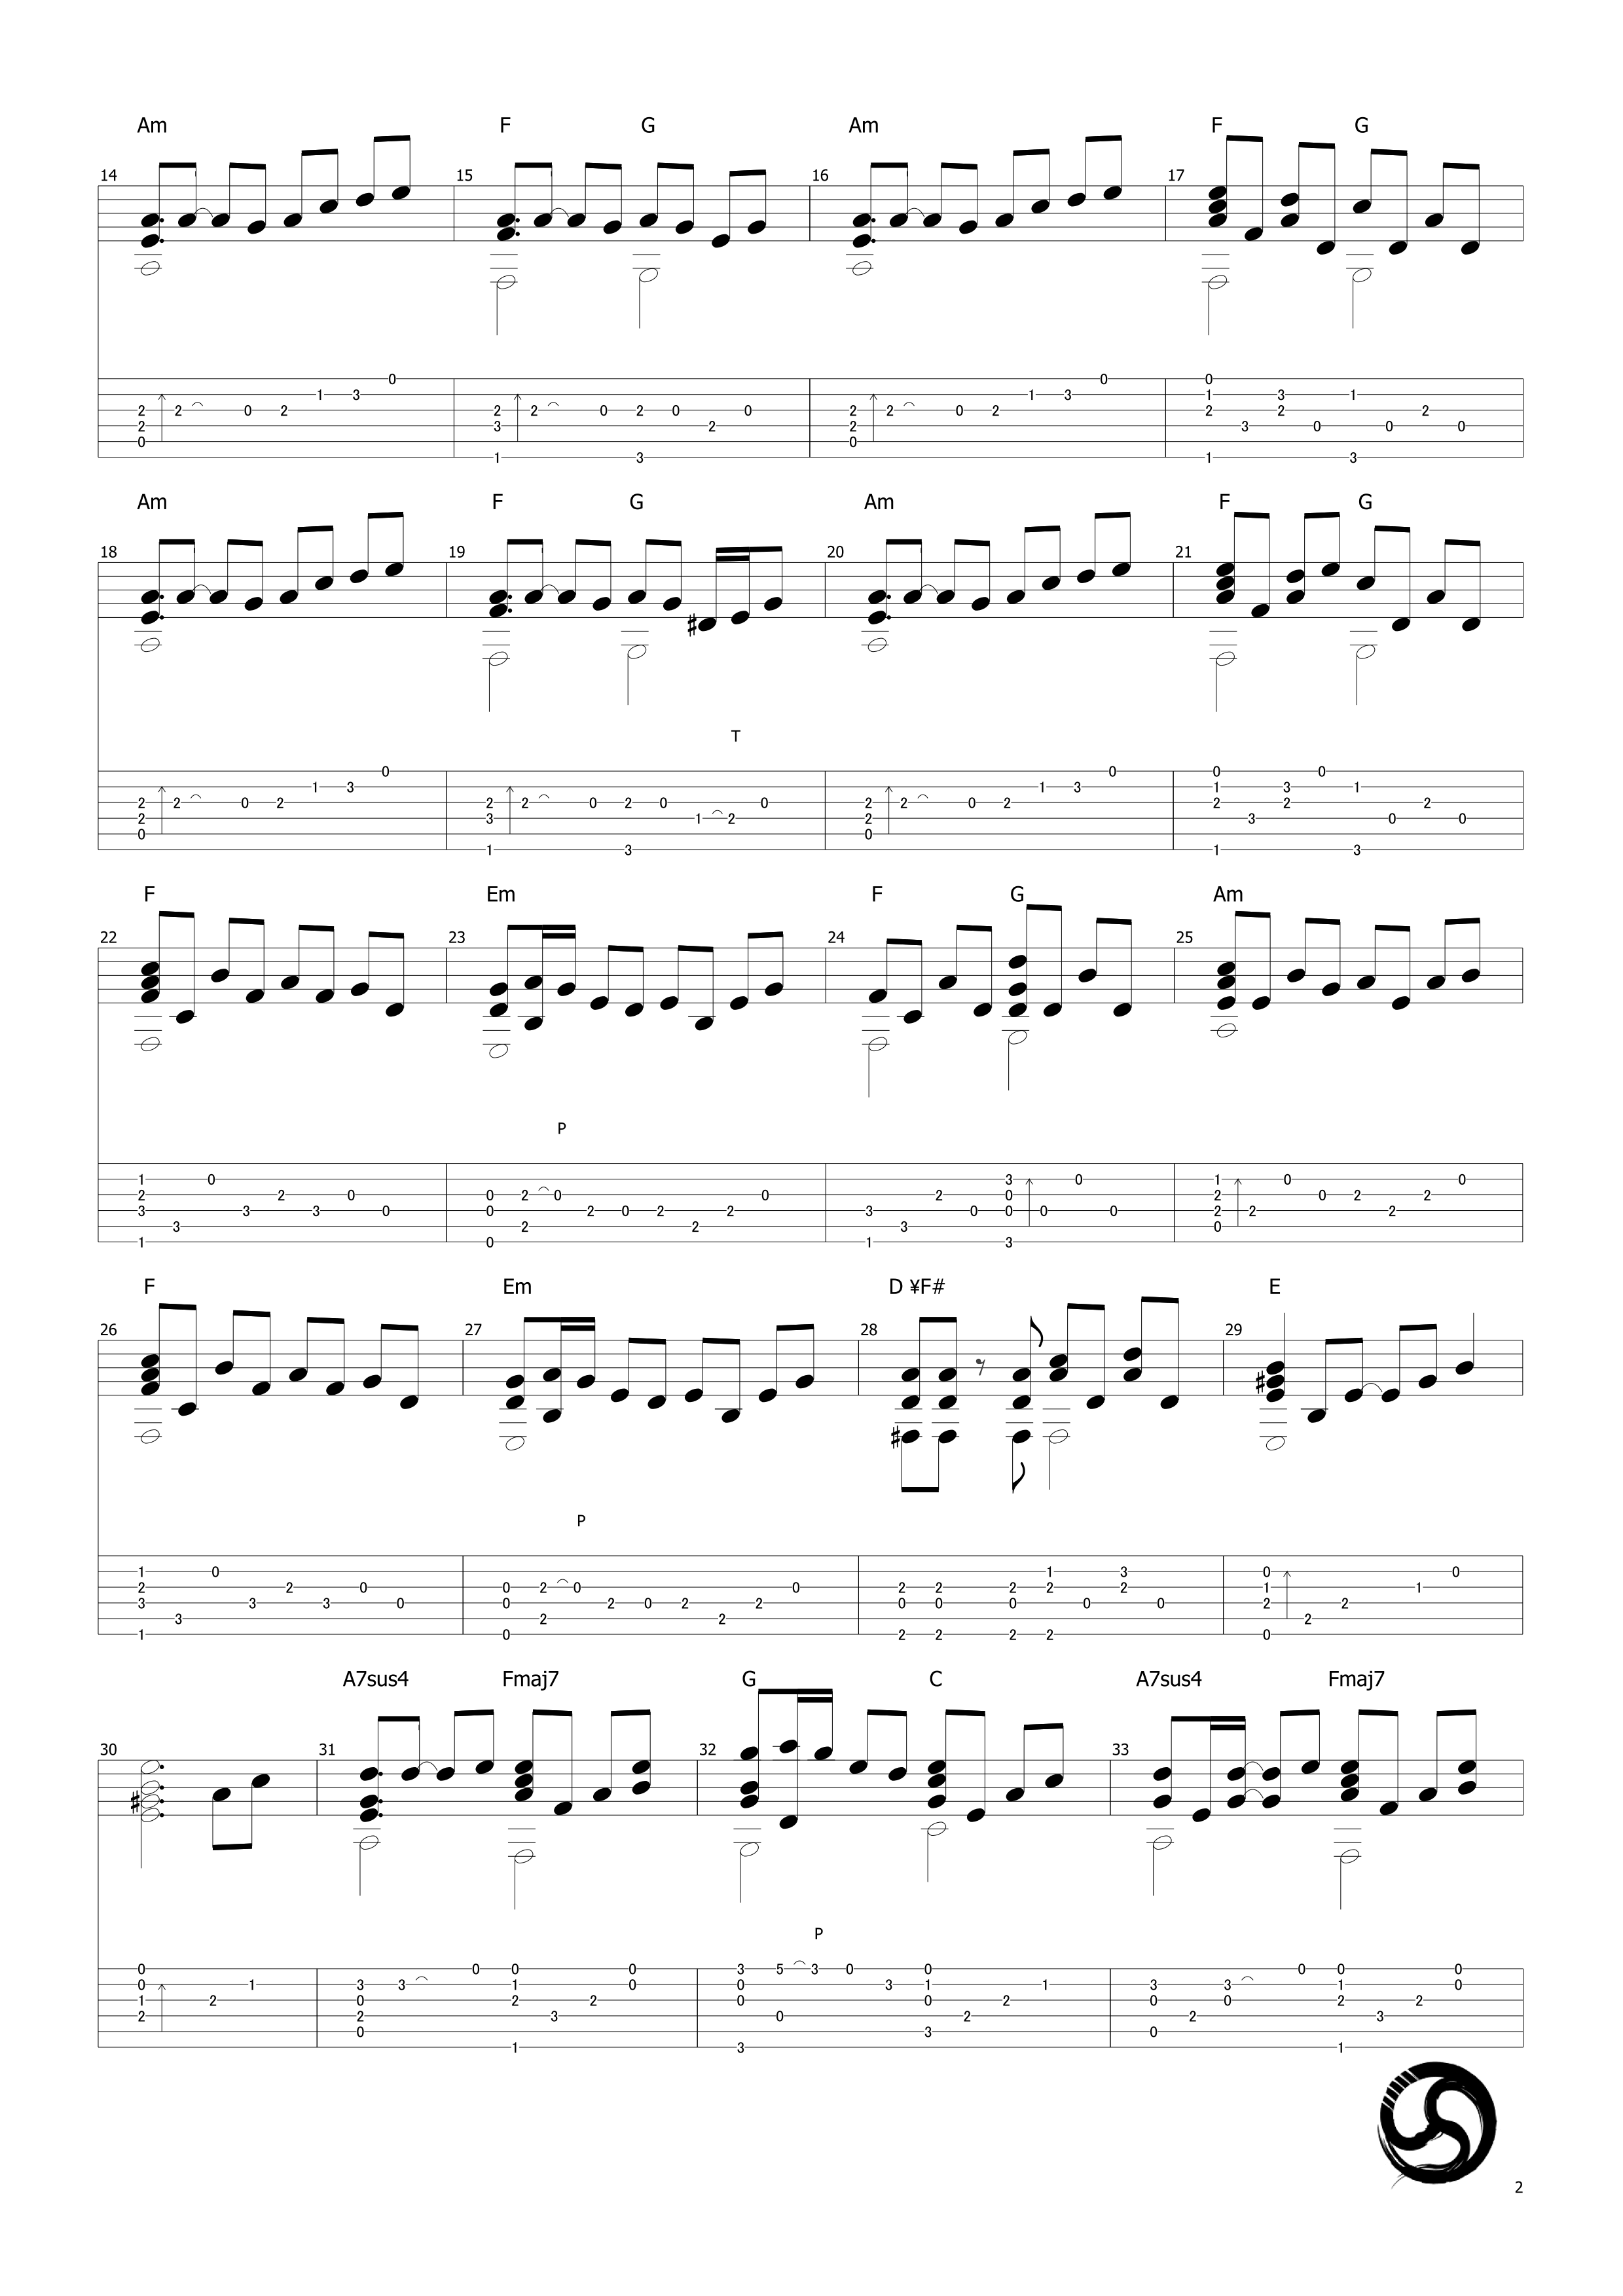 Am F G Am F G
14 15 16 17
0 0 0
1 3 1 3 1 3 1
2 2 0 2 2 2 0 2 0 0 2 2 0 2 2 2 2
2 3 2 2 3 0 0 0
0 0
1 3 1 3
Am F G Am F G
18 19 20 21
T
0 0 0 0
1 3 1 3 1 3 1
2 2 0 2 2 2 0 2 0 0 2 2 0 2 2 2 2
2 3 1 2 2 3 0 0
0 0
1 3 1 3
F Em F G Am
22 23 24 25
P
1 0 3 0 1 0 0
2 2 0 0 2 0 0 2 0 2 0 2 2
3 3 3 0 0 2 0 2 2 3 0 0 0 0 2 2 2
3 2 2 3 0
1 0 1 3
F Em D ¥F# E
26 27 28 29
P
1 0 1 3 0 0
2 2 0 0 2 0 0 2 2 2 2 2 1 1
3 3 3 0 0 2 0 2 2 0 0 0 0 0 2 2
3 2 2 2
1 0 2 2 2 2 0
A7sus4 Fmaj7 G C A7sus4 Fmaj7
30 31 32 33
P
0 0 0 0 3 5 3 0 0 0 0 0
0 1 3 3 1 0 0 3 1 1 3 3 1 0
1 2 0 2 2 0 0 2 0 0 2 2
2 2 3 0 2 2 3
0 3 0
1 3 1
2